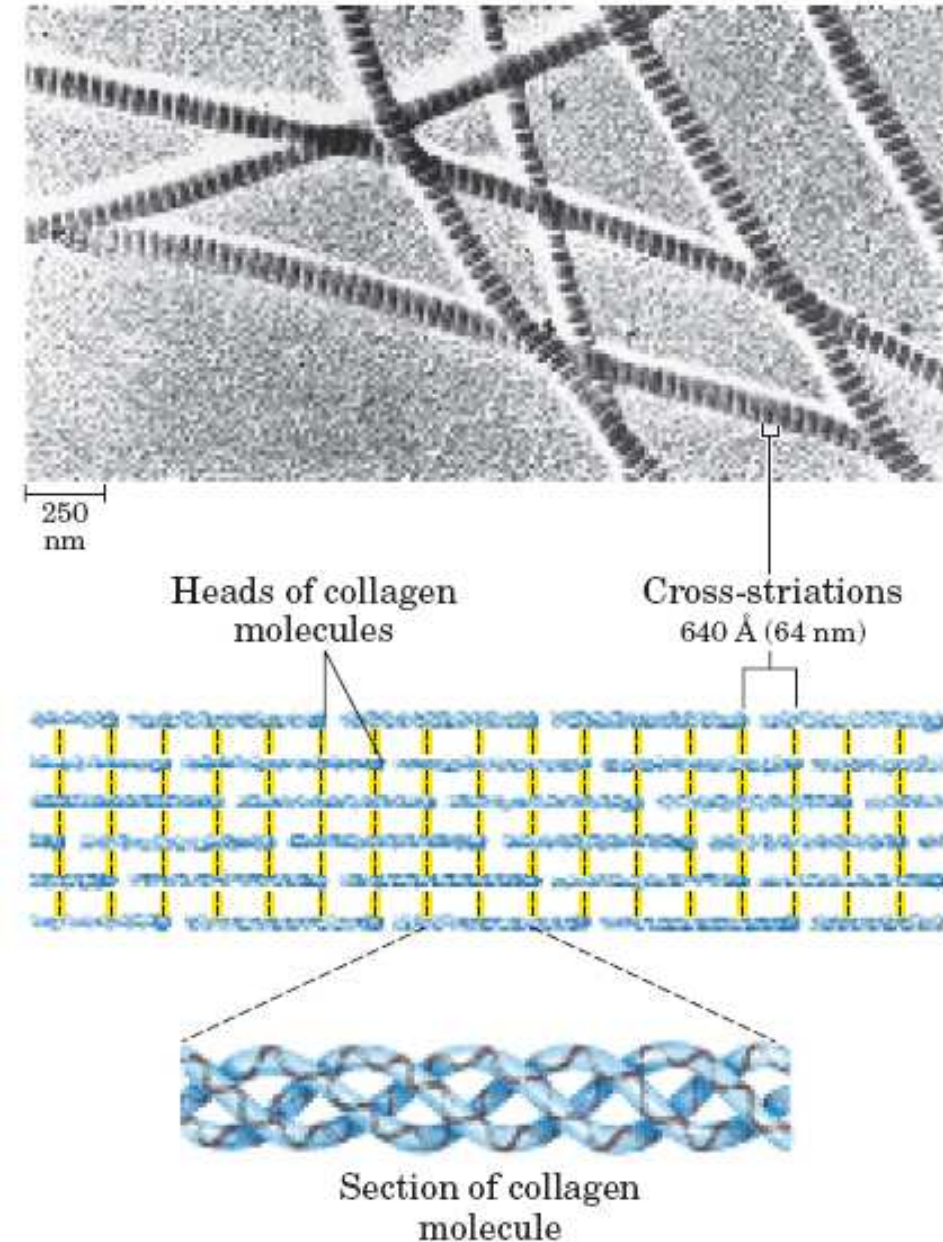 250
nm
Heads of collagen
molecules
Cross-striations
640 Å (64 nm)
Section of collagen
molecule